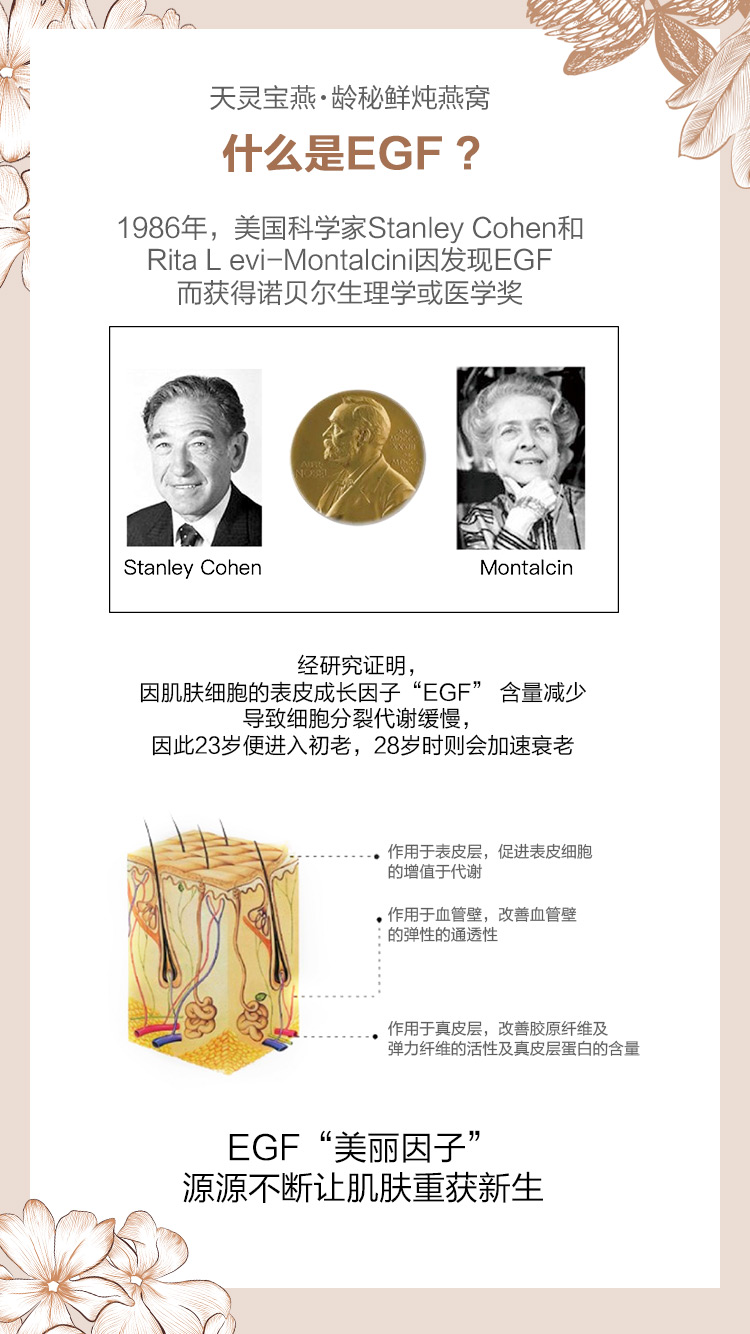 天灵宝燕·龄秘鲜炖燕窝
什么是EGF？
1986年，美国科学家Stanley Cohen和
Rita L evi-Montalcini因发现EGF
而获得诺贝尔生理学或医学奖
Stanley Cohen
Montalcin
经研究证明，
因肌肤细胞的表皮成长因子“EGF” 含量减少
导致细胞分裂代谢缓慢，
因此23岁便进入初老，28岁时则会加速衰老
作用于表皮层，促进表皮细胞
的增值于代谢
作用于血管壁，改善血管壁
的弹性的通透性
作用于真皮层，改善胶原纤维及
弹力纤维的活性及真皮层蛋白的含量
EGF“美丽因子”
源源不断让肌肤重获新生